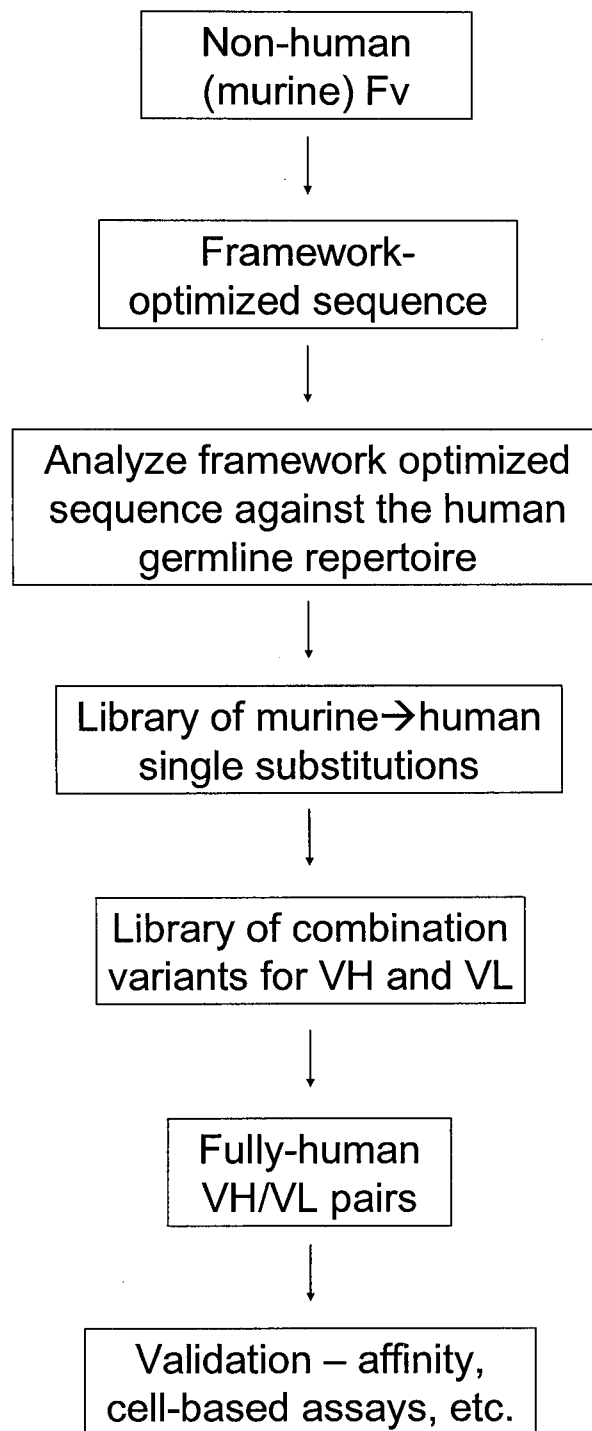 Non-human
(murine) Fv
Framework-
optimized sequence
Analyze framework optimized
sequence against the human
germline repertoire
Library of murine→human
single substitutions
Library of combination
variants for VH and VL
Fully-human
VH/VL pairs
Validation – affinity,
cell-based assays, etc.